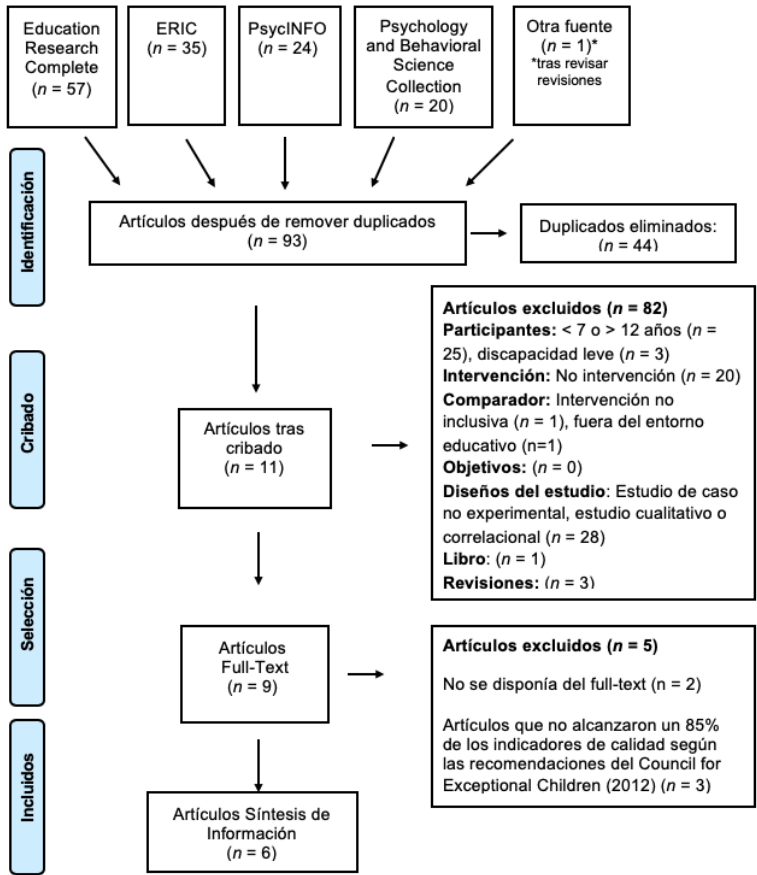 Education
Research
Complete
(n = 57)
ERIC
(n = 35)
PsycINFO
(n = 24)
Psychology
and Behavioral
Science
Collection
(n = 20)
Otra fuente
(n = 1)*
*tras revisar
revisiones
Identificación
Artículos después de remover duplicados
(n = 93)
Duplicados eliminados:
(n = 44)
Cribado
Artículos tras
cribado
(n = 11)
Artículos excluidos (n = 82)
Participantes: < 7 o > 12 años (n =
25), discapacidad leve (n = 3)
Intervención: No intervención (n = 20)
Comparador: Intervención no
inclusiva (n = 1), fuera del entorno
educativo (n=1)
Objetivos: (n = 0)
Diseños del estudio: Estudio de caso
no experimental, estudio cualitativo o
correlacional (n = 28)
Libro: (n = 1)
Revisiones: (n = 3)
Selección
Artículos
Full-Text
(n = 9)
Artículos excluidos (n = 5)
No se disponía del full-text (n = 2)
Artículos que no alcanzaron un 85%
de los indicadores de calidad según
las recomendaciones del Council for
Exceptional Children (2012) (n = 3)
Incluidos
Artículos Síntesis de
Información
(n = 6)